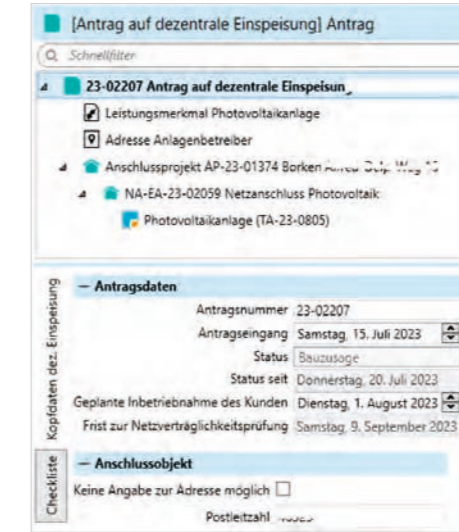 [Antrag auf dezentrale Einspeisung] Antrag
Schnellfilter
23-02207 Antrag auf dezentrale Einspeisun
Leistungsmerkmal Photovoltaikanlage
Adresse Anlagenbetreiber
Anschlussprojekt AP-23-01374 Borken
NA-EA-23-02059 Netzanschluss Photovoltaik
Photovoltaikanlage (TA-23-0805)
Kopfdaten dez. Einspeisung
Checkliste
— Antragsdaten
Antragsnummer 23-02207
Antragseingang Samstag, 15. Juli 2023
Status Bauzusage
Status seit Donnerstag, 20. Juli 2023
Geplante Inbetriebnahme des Kunden Dienstag, 1. August 2023
Frist zur Netzverträglichkeitsprüfung Samstag, 9. September 2023
— Anschlussobjekt
Keine Angabe zur Adresse möglich
Postleitzahl